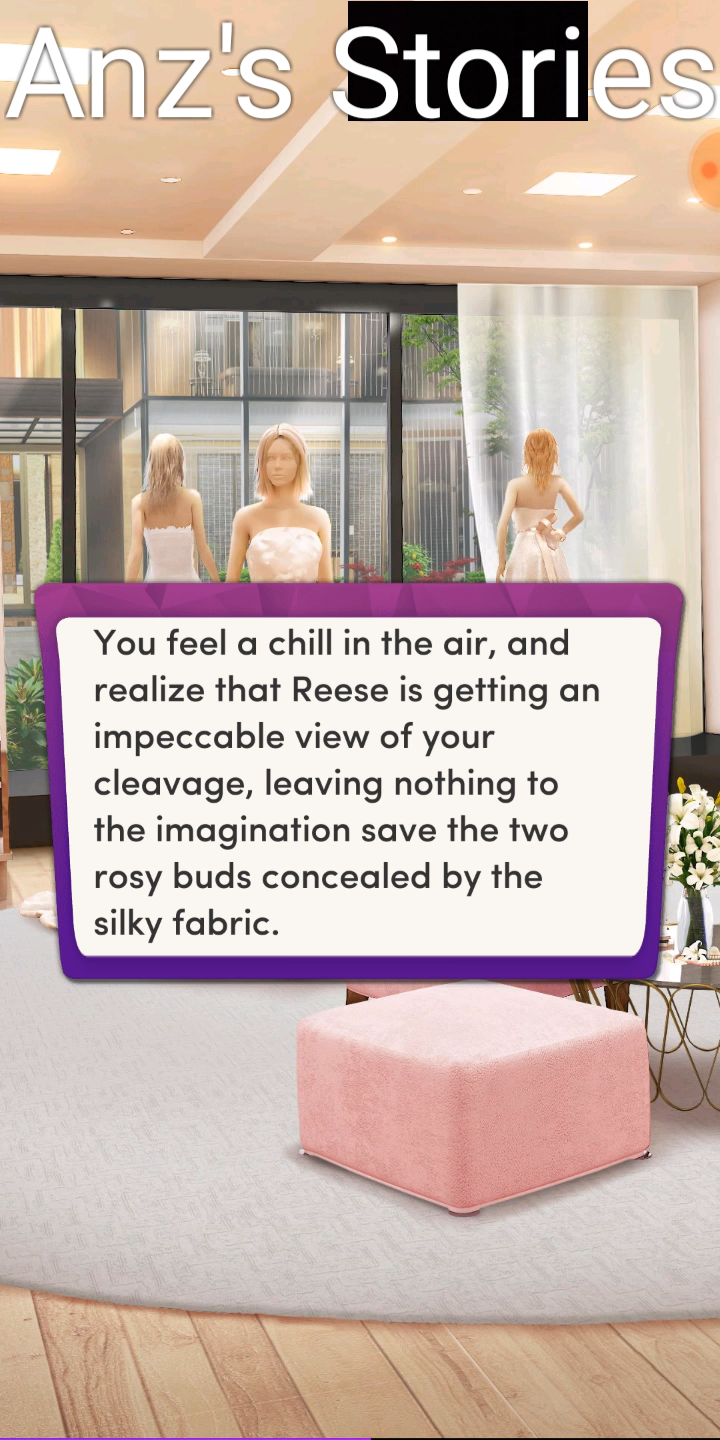 Anz's Stories
You feel a chill in the air, and
realize that Reese is getting an
impeccable view of your
cleavage, leaving nothing to
the imagination save the two
rosy buds concealed by the
silky fabric.